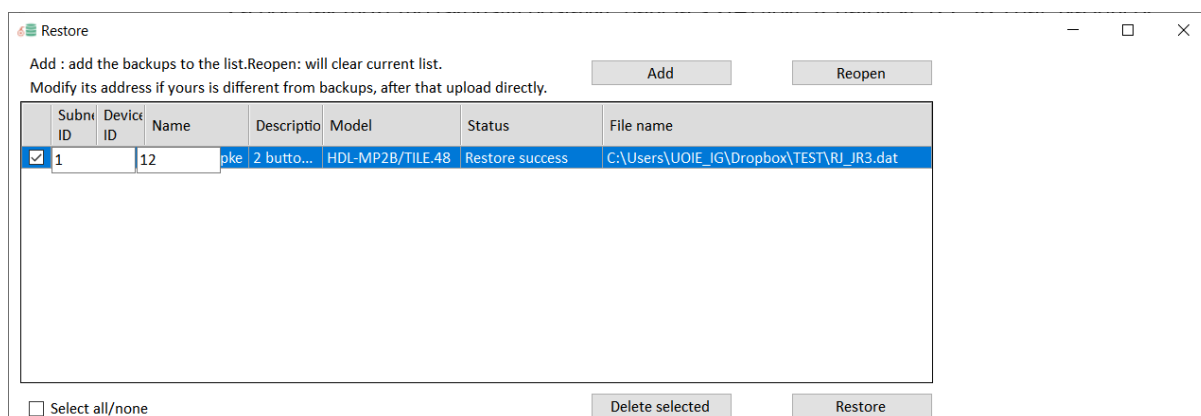 Restore
Add : add the backups to the list.Reopen: will clear current list.
Modify its address if yours is different from backups, after that upload directly.
Add
Reopen
Subne ID
Device ID
Name
Descriptio
Model
Status
File name
1
12
pke
2 butto...
HDL-MP2B/TILE.48
Restore success
C:\Users\UOIE_IG\Dropbox\TEST\RJ_JR3.dat
Select all/none
Delete selected
Restore